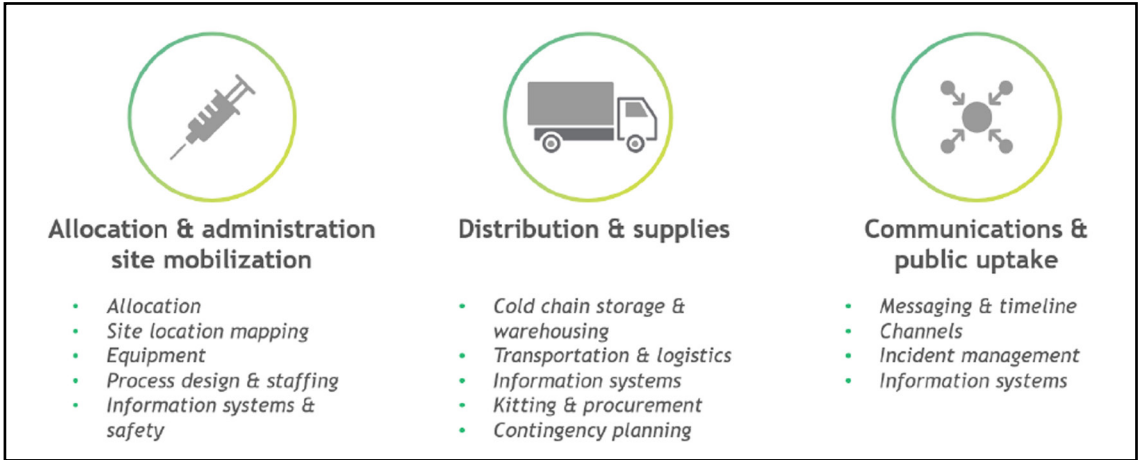 Allocation & administration
site mobilization
• Allocation
• Site location mapping
• Equipment
• Process design & staffing
• Information systems &
safety
Distribution & supplies
• Cold chain storage &
warehousing
• Transportation & logistics
• Information systems
• Kitting & procurement
• Contingency planning
Communications &
public uptake
• Messaging & timeline
• Channels
• Incident management
• Information systems